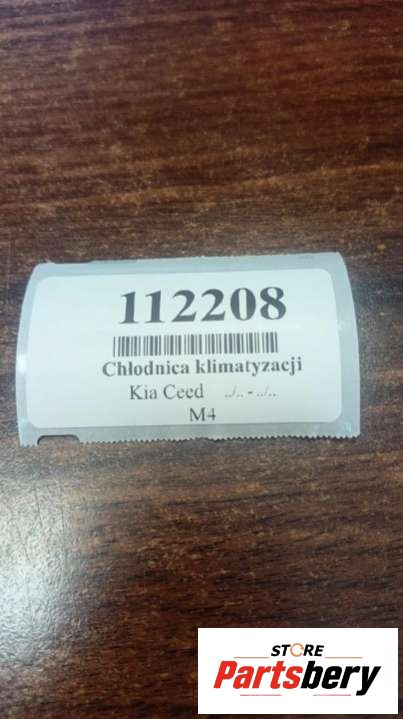 112208
Chłodnica klimatyzacji
Kia Ceed ../.. - ../..
M4
STORE
Partsbery